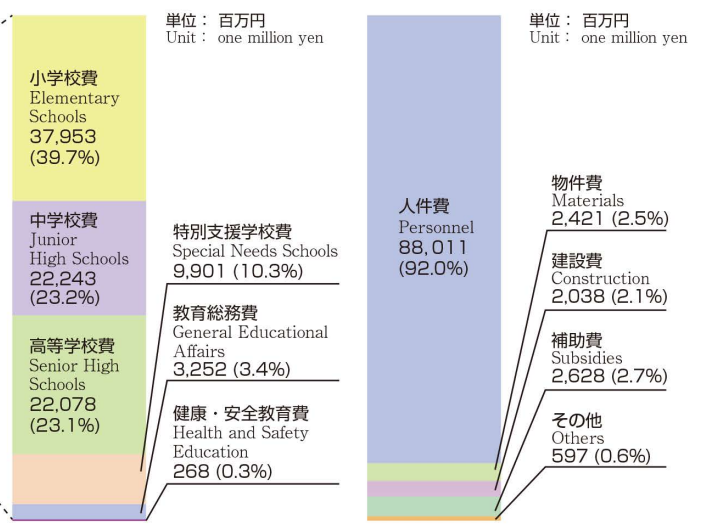 単位： 百万円
Unit： one million yen
小学校費
Elementary
Schools
37,953
(39.7%)
中学校費
Junior
High Schools
22,243
(23.2%)
高等学校費
Senior High
Schools
22,078
(23.1%)
特別支援学校費
Special Needs Schools
9,901 (10.3%)
教育総務費
General Educational
Affairs
3,252 (3.4%)
健康・安全教育費
Health and Safety
Education
268 (0.3%)
単位： 百万円
Unit： one million yen
人件費
Personnel
88,011
(92.0%)
物件費
Materials
2,421 (2.5%)
建設費
Construction
2,038 (2.1%)
補助費
Subsidies
2,628 (2.7%)
その他
Others
597 (0.6%)